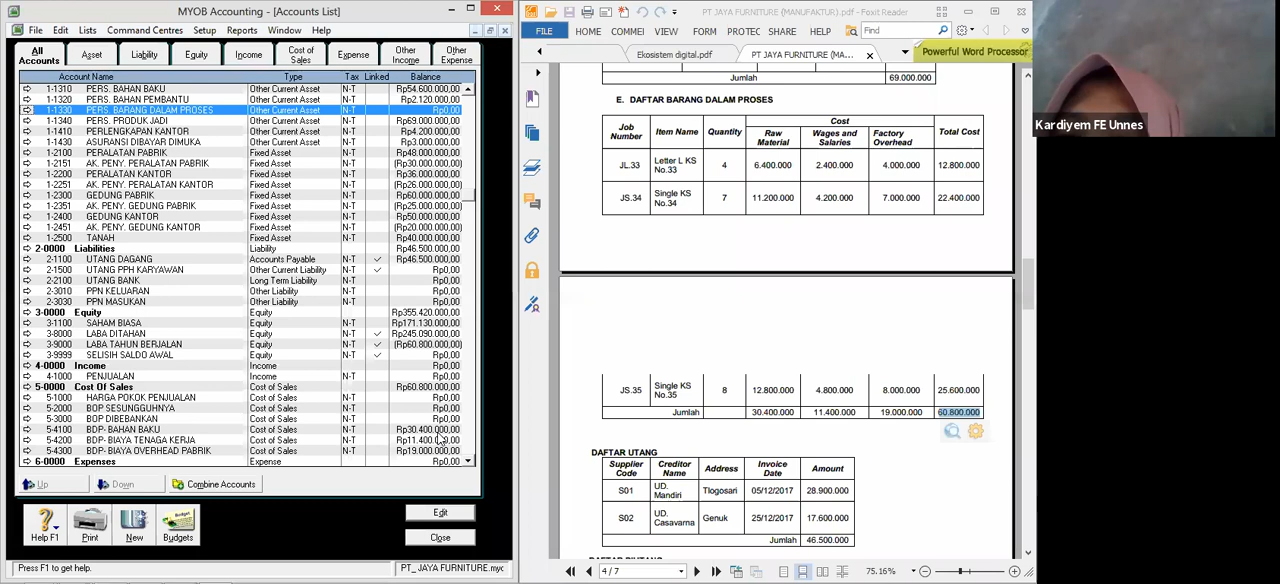 MYOB Accounting - [Accounts List]
File Edit Lists Command Centres Setup Reports Window Help
All Accounts Asset Liability Equity Income Cost of Sales Expense Other Income Other Expense
Account Name Type Tax Linked Balance
1-1310 PERS. BAHAN BAKU Other Current Asset N-T Rp54.600.000,00
1-1320 PERS. BAHAN PEMBANTU Other Current Asset N-T Rp2.120.000,00
1-1330 PERS. BARANG DALAM PROSES Other Current Asset N-T Rp0,00
1-1340 PERS. PRODUK JADI Other Current Asset N-T Rp69.000.000,00
1-1410 PERLENGKAPAN KANTOR Other Current Asset N-T Rp4.200.000,00
1-1430 ASURANSI DIBAYAR DIMUKA Other Current Asset N-T Rp3.000.000,00
1-2100 PERALATAN PABRIK Fixed Asset N-T Rp48.000.000,00
1-2151 AK. PENY. PERALATAN PABRIK Fixed Asset N-T (Rp30.000.000,00)
1-2200 PERALATAN KANTOR Fixed Asset N-T Rp36.000.000,00
1-2251 AK. PENY. PERALATAN KANTOR Fixed Asset N-T (Rp26.000.000,00)
1-2300 GEDUNG PABRIK Fixed Asset N-T Rp60.000.000,00
1-2351 AK. PENY. GEDUNG PABRIK Fixed Asset N-T (Rp25.000.000,00)
1-2400 GEDUNG KANTOR Fixed Asset N-T Rp50.000.000,00
1-2451 AK. PENY. GEDUNG KANTOR Fixed Asset N-T (Rp20.000.000,00)
1-2500 TANAH Fixed Asset N-T Rp40.000.000,00
2-0000 Liabilities Liability Rp46.500.000,00
2-1100 UTANG DAGANG Accounts Payable N-T Rp46.500.000,00
2-1500 UTANG PPH KARYAWAN Other Current Liability N-T Rp0,00
2-2100 UTANG BANK Long Term Liability N-T Rp0,00
2-3010 PPN KELUARAN Other Liability N-T Rp0,00
2-3030 PPN MASUKAN Other Liability N-T Rp0,00
3-0000 Equity Equity Rp355.420.000,00
3-1100 SAHAM BIASA Equity N-T Rp171.130.000,00
3-8000 LABA DITAHAN Equity N-T Rp245.090.000,00
3-9000 LABA TAHUN BERJALAN Equity N-T (Rp60.800.000,00)
3-9999 SELISIH SALDO AWAL Equity N-T Rp0,00
4-0000 Income Income Rp0,00
4-1000 PENJUALAN Income N-T Rp0,00
5-0000 Cost Of Sales Cost of Sales Rp60.800.000,00
5-1000 HARGA POKOK PENJUALAN Cost of Sales N-T Rp0,00
5-2000 BOP SESUNGGUHNYA Cost of Sales N-T Rp0,00
5-3000 BOP DIBEBANKAN Cost of Sales N-T Rp0,00
5-4100 BDP- BAHAN BAKU Cost of Sales N-T Rp30.400.000,00
5-4200 BDP- BIAYA TENAGA KERJA Cost of Sales N-T Rp11.400.000,00
5-4300 BDP- BIAYA OVERHEAD PABRIK Cost of Sales N-T Rp19.000.000,00
6-0000 Expenses Expense Rp0,00
Up Down Combine Accounts
Help F1 Print New Budgets
Edit
Close
Press F1 to get help. PT_ JAYA FURNITURE.myo
PT JAYA FURNITURE (MANUFAKTUR) - Foxit Reader
FILE HOME COMMEI VIEW FORM PROTEC SHARE HELP Find
Ekosistem digital.pdf PT JAYA FURNITURE (MA... Powerful Word Processor
Jumlah 69.000.000
E. DAFTAR BARANG DALAM PROSES
Job Number Item Name Quantity Cost Total Cost
Raw Material Wages and Salaries Factory Overhead
JL.33 Letter L KS No.33 4 6.400.000 2.400.000 4.000.000 12.800.000
JS.34 Single KS No.34 7 11.200.000 4.200.000 7.000.000 22.400.000
JS.35 Single KS No.35 8 12.800.000 4.800.000 8.000.000 25.600.000
Jumlah 30.400.000 11.400.000 19.000.000 60.800.000
DAFTAR UTANG
Supplier Code Creditor Name Address Invoice Date Amount
S01 UD. Mandiri Tlogosari 05/12/2017 28.900.000
S02 UD. Casavarna Genuk 25/12/2017 17.600.000
Jumlah 46.500.000
4 / 7 75.16%
Kardiyem FE Unnes